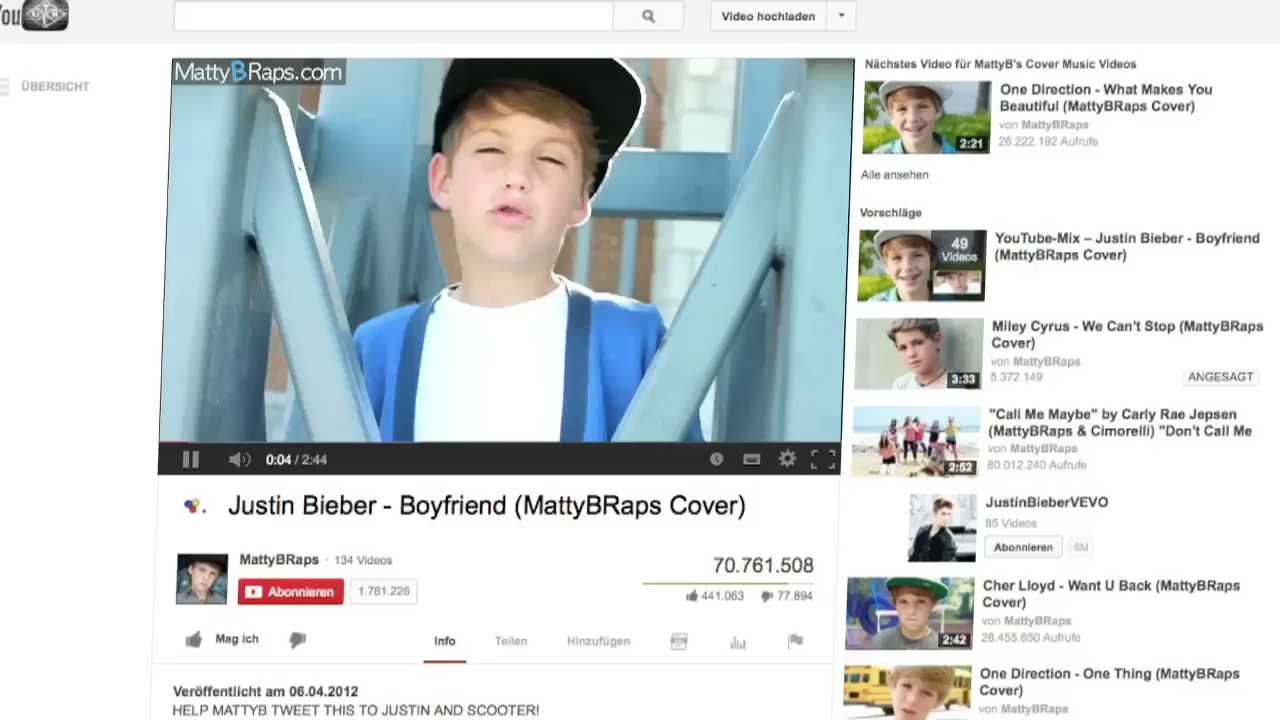 You
Video hochladen
ÜBERSICHT
MattyBRaps.com
0:04 / 2:44
Justin Bieber - Boyfriend (MattyBRaps Cover)
MattyBRaps · 134 Videos
Abonnieren
1.781.226
70.761.508
441.063
77.894
Mag ich
Info
Teilen
Hinzufügen
Veröffentlicht am 06.04.2012
HELP MATTYB TWEET THIS TO JUSTIN AND SCOOTER!
Nächstes Video für MattyB's Cover Music Videos
2:21
One Direction - What Makes You
Beautiful (MattyBRaps Cover)
von MattyBRaps
26.222.192 Aufrufe
Alle ansehen
Vorschläge
49
Videos
YouTube-Mix – Justin Bieber - Boyfriend
(MattyBRaps Cover)
3:33
Miley Cyrus - We Can't Stop (MattyBRaps
Cover)
von MattyBRaps
5.372.149
ANGESAGT
2:52
"Call Me Maybe" by Carly Rae Jepsen
(MattyBRaps & Cimorelli) "Don't Call Me
von MattyBRaps
80.012.240 Aufrufe
JustinBieberVEVO
85 Videos
Abonnieren
6M
2:42
Cher Lloyd - Want U Back (MattyBRaps
Cover)
von MattyBRaps
28.455.650 Aufrufe
One Direction - One Thing (MattyBRaps
Cover)
von MattyBRaps